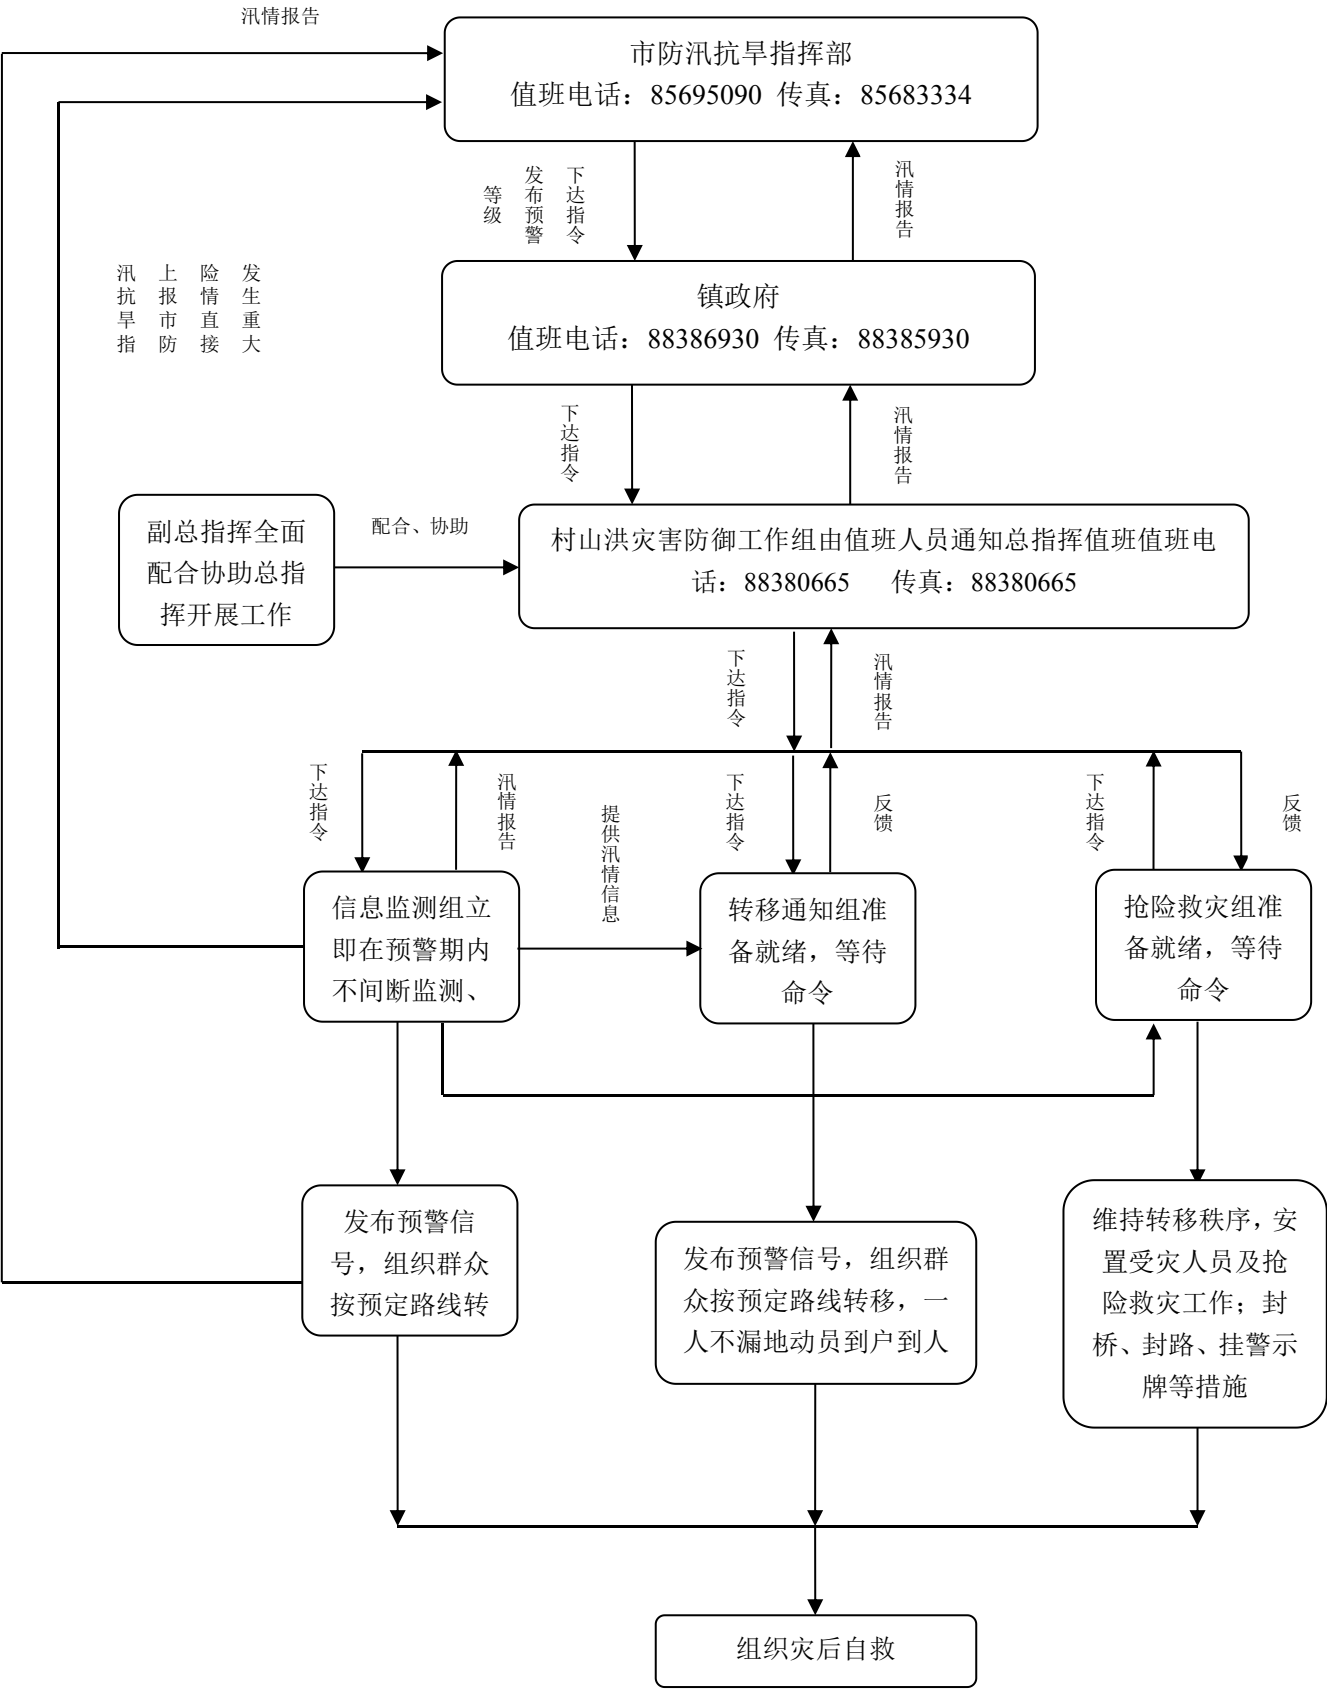 汛情报告
市防汛抗旱指挥部
值班电话：85695090 传真：85683334
下达指令
发布预警
等级
汛情报告
发生重大
险情直接
上报市防
汛抗旱指
镇政府
值班电话：88386930 传真：88385930
下达指令
汛情报告
副总指挥全面
配合协助总指
挥开展工作
配合、协助
村山洪灾害防御工作组由值班人员通知总指挥值班值班电
话：88380665 传真：88380665
下达指令
汛情报告
下达指令
汛情报告
提供汛情信息
下达指令
反馈
下达指令
反馈
信息监测组立
即在预警期内
不间断监测、
转移通知组准
备就绪，等待
命令
抢险救灾组准
备就绪，等待
命令
发布预警信
号，组织群众
按预定路线转
发布预警信号，组织群
众按预定路线转移，一
人不漏地动员到户到人
维持转移秩序，安
置受灾人员及抢
险救灾工作；封
桥、封路、挂警示
牌等措施
组织灾后自救